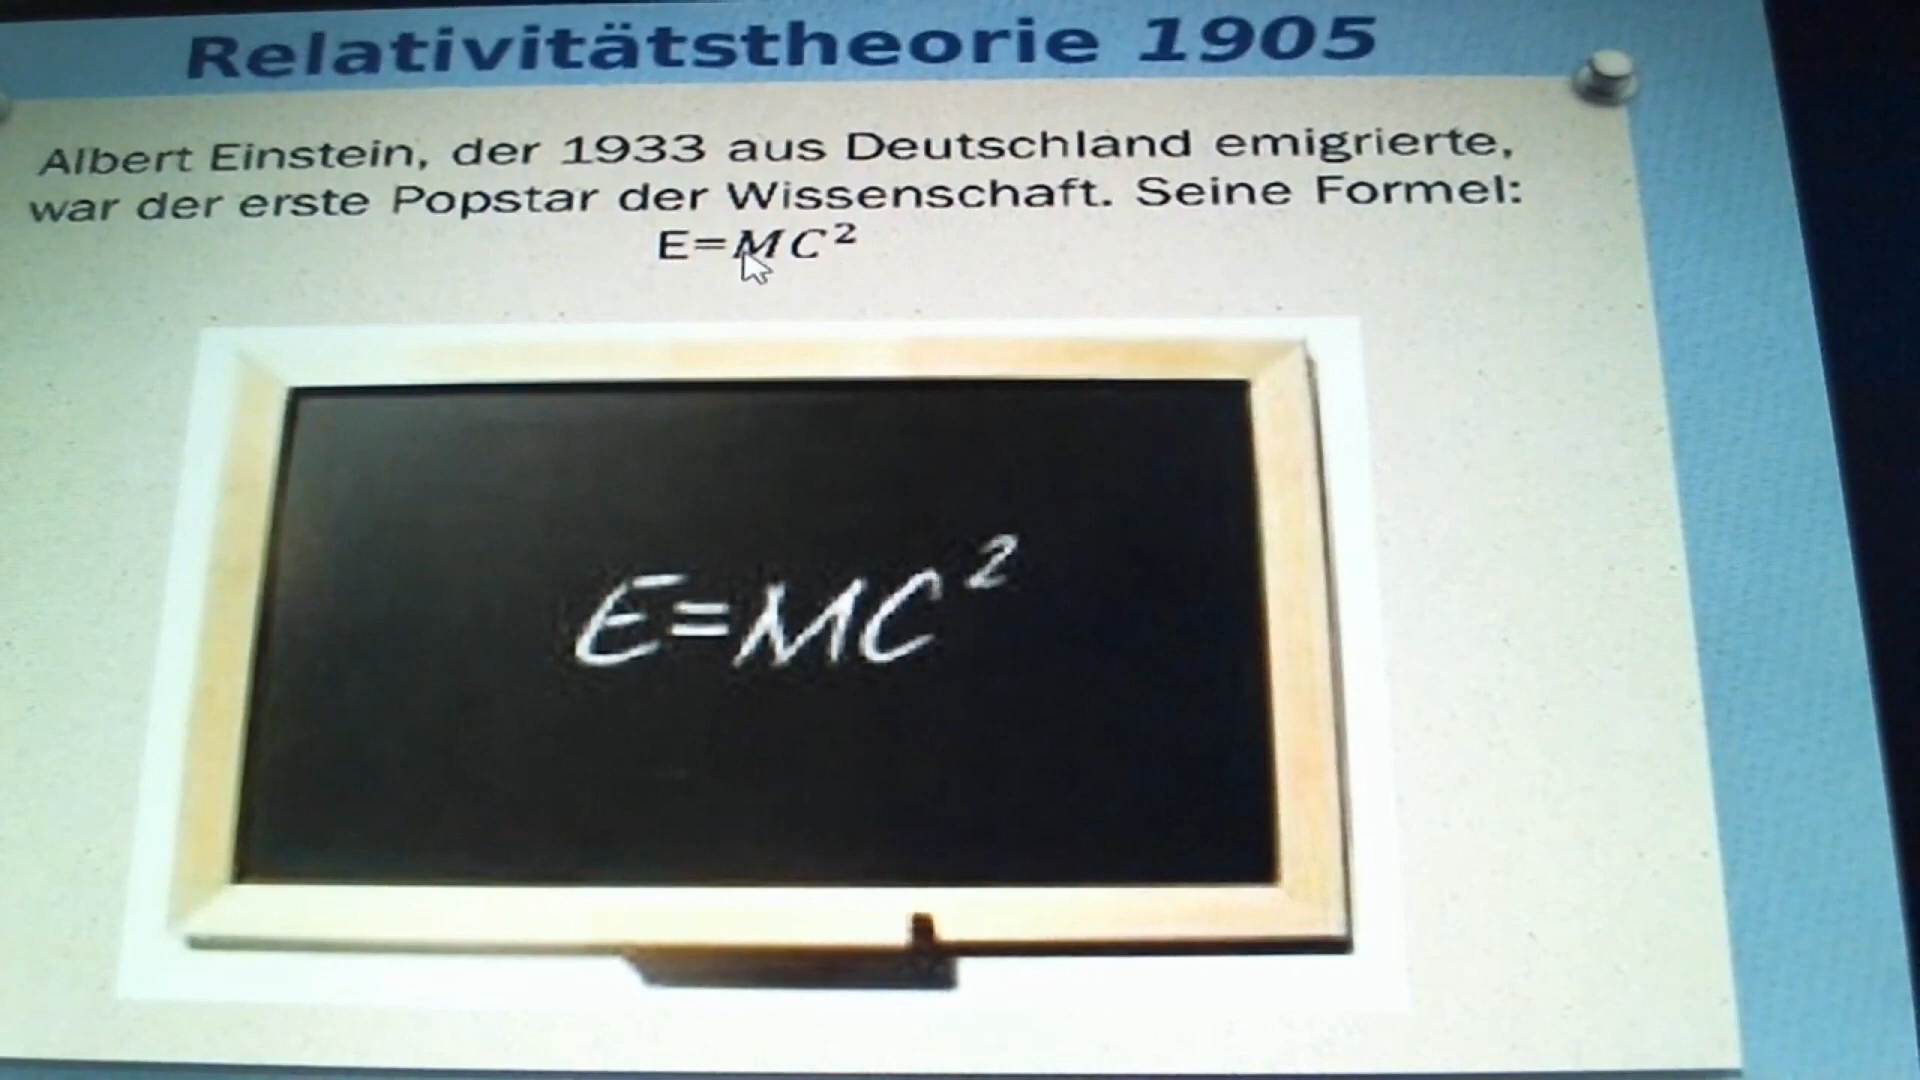 Relativitätstheorie 1905
Albert Einstein, der 1933 aus Deutschland emigrierte,
war der erste Popstar der Wissenschaft. Seine Formel:
E=MC²
E=MC²